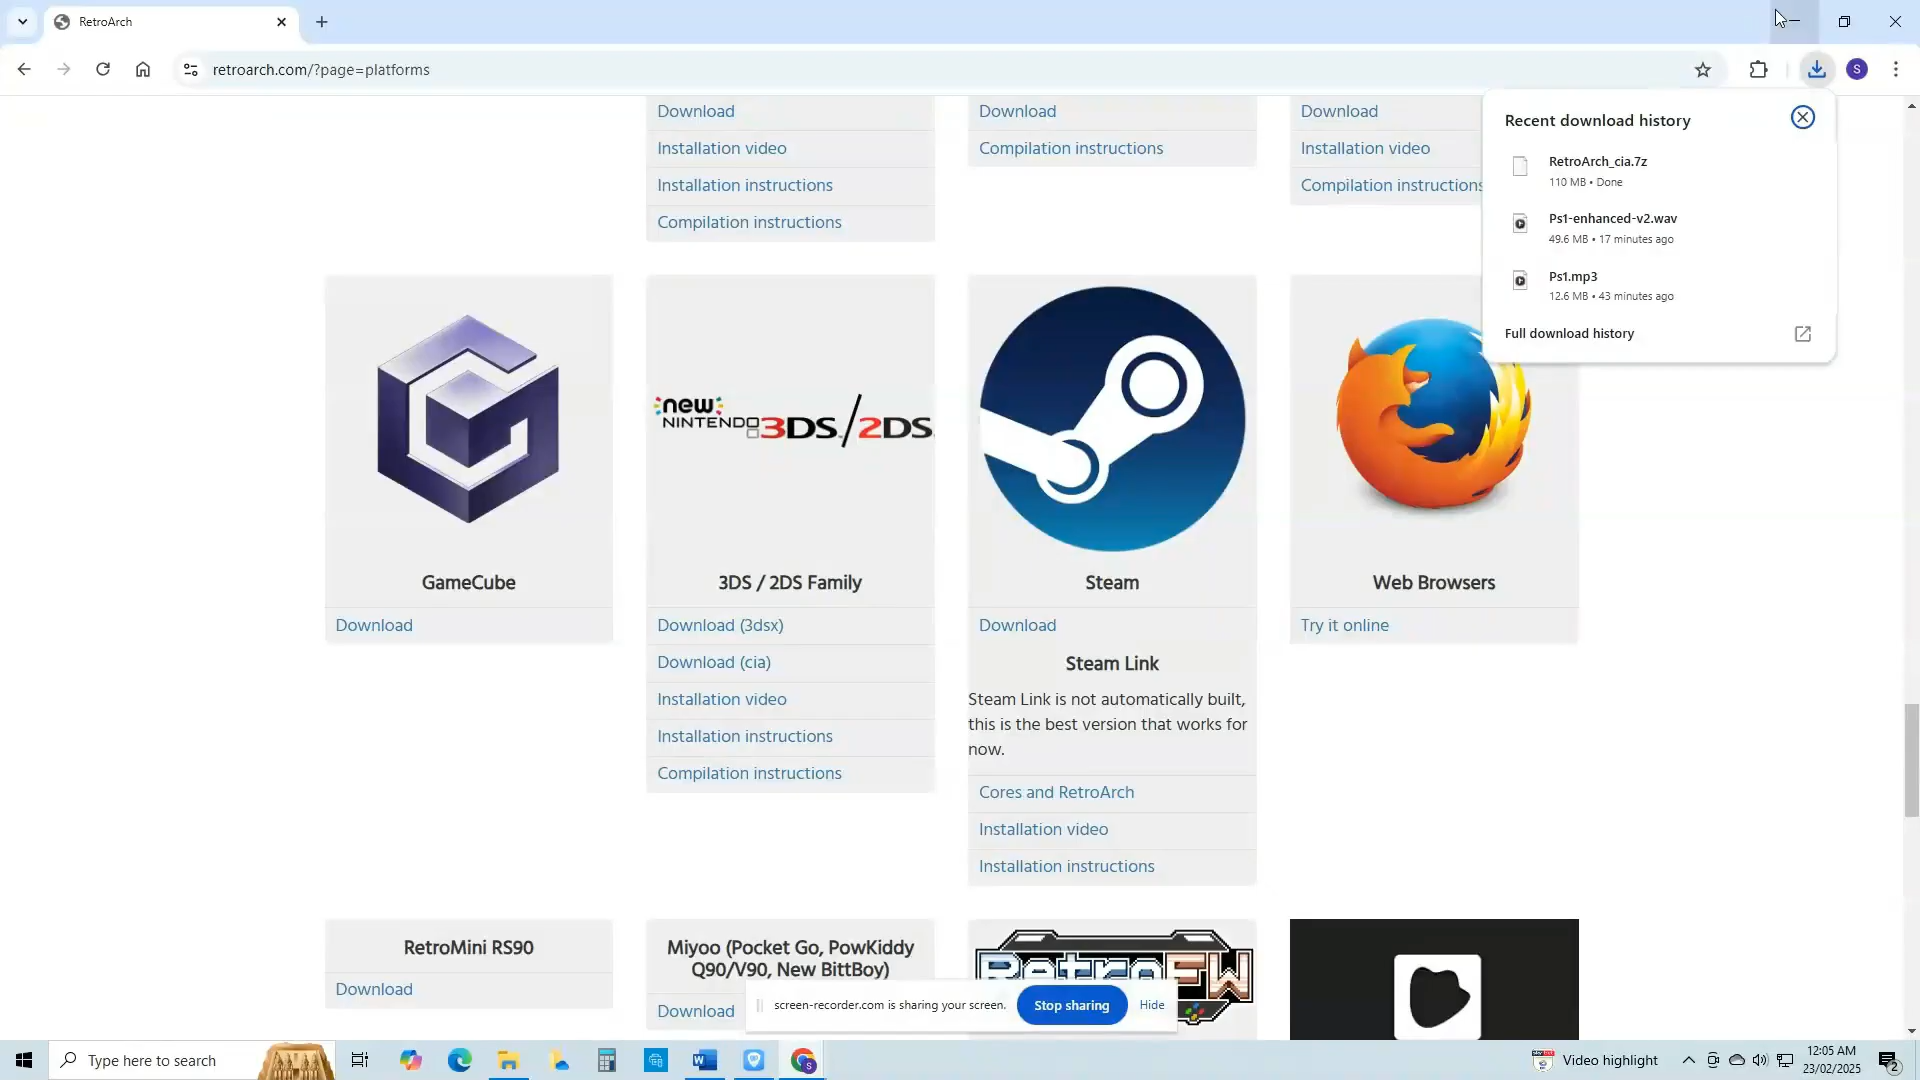 RetroArch
retroarch.com/?page=platforms
S
Recent download history
RetroArch_cia.7z
110 MB • Done
Ps1-enhanced-v2.wav
49.6 MB • 17 minutes ago
Ps1.mp3
12.6 MB • 43 minutes ago
Full download history
Download
Installation video
Installation instructions
Compilation instructions
Download
Compilation instructions
Download
Installation video
Compilation instructions
GameCube
Download
new
NINTENDO 3DS/2DS
3DS / 2DS Family
Download (3dsx)
Download (cia)
Installation video
Installation instructions
Compilation instructions
Steam
Download
Steam Link
Steam Link is not automatically built,
this is the best version that works for
now.
Cores and RetroArch
Installation video
Installation instructions
Web Browsers
Try it online
RetroMini RS90
Download
Miyoo (Pocket Go, PowKiddy
Q90/V90, New BittBoy)
Download
RetroFW
screen-recorder.com is sharing your screen.
Stop sharing
Hide
Type here to search
Video highlight
12:05 AM
23/02/2025
2